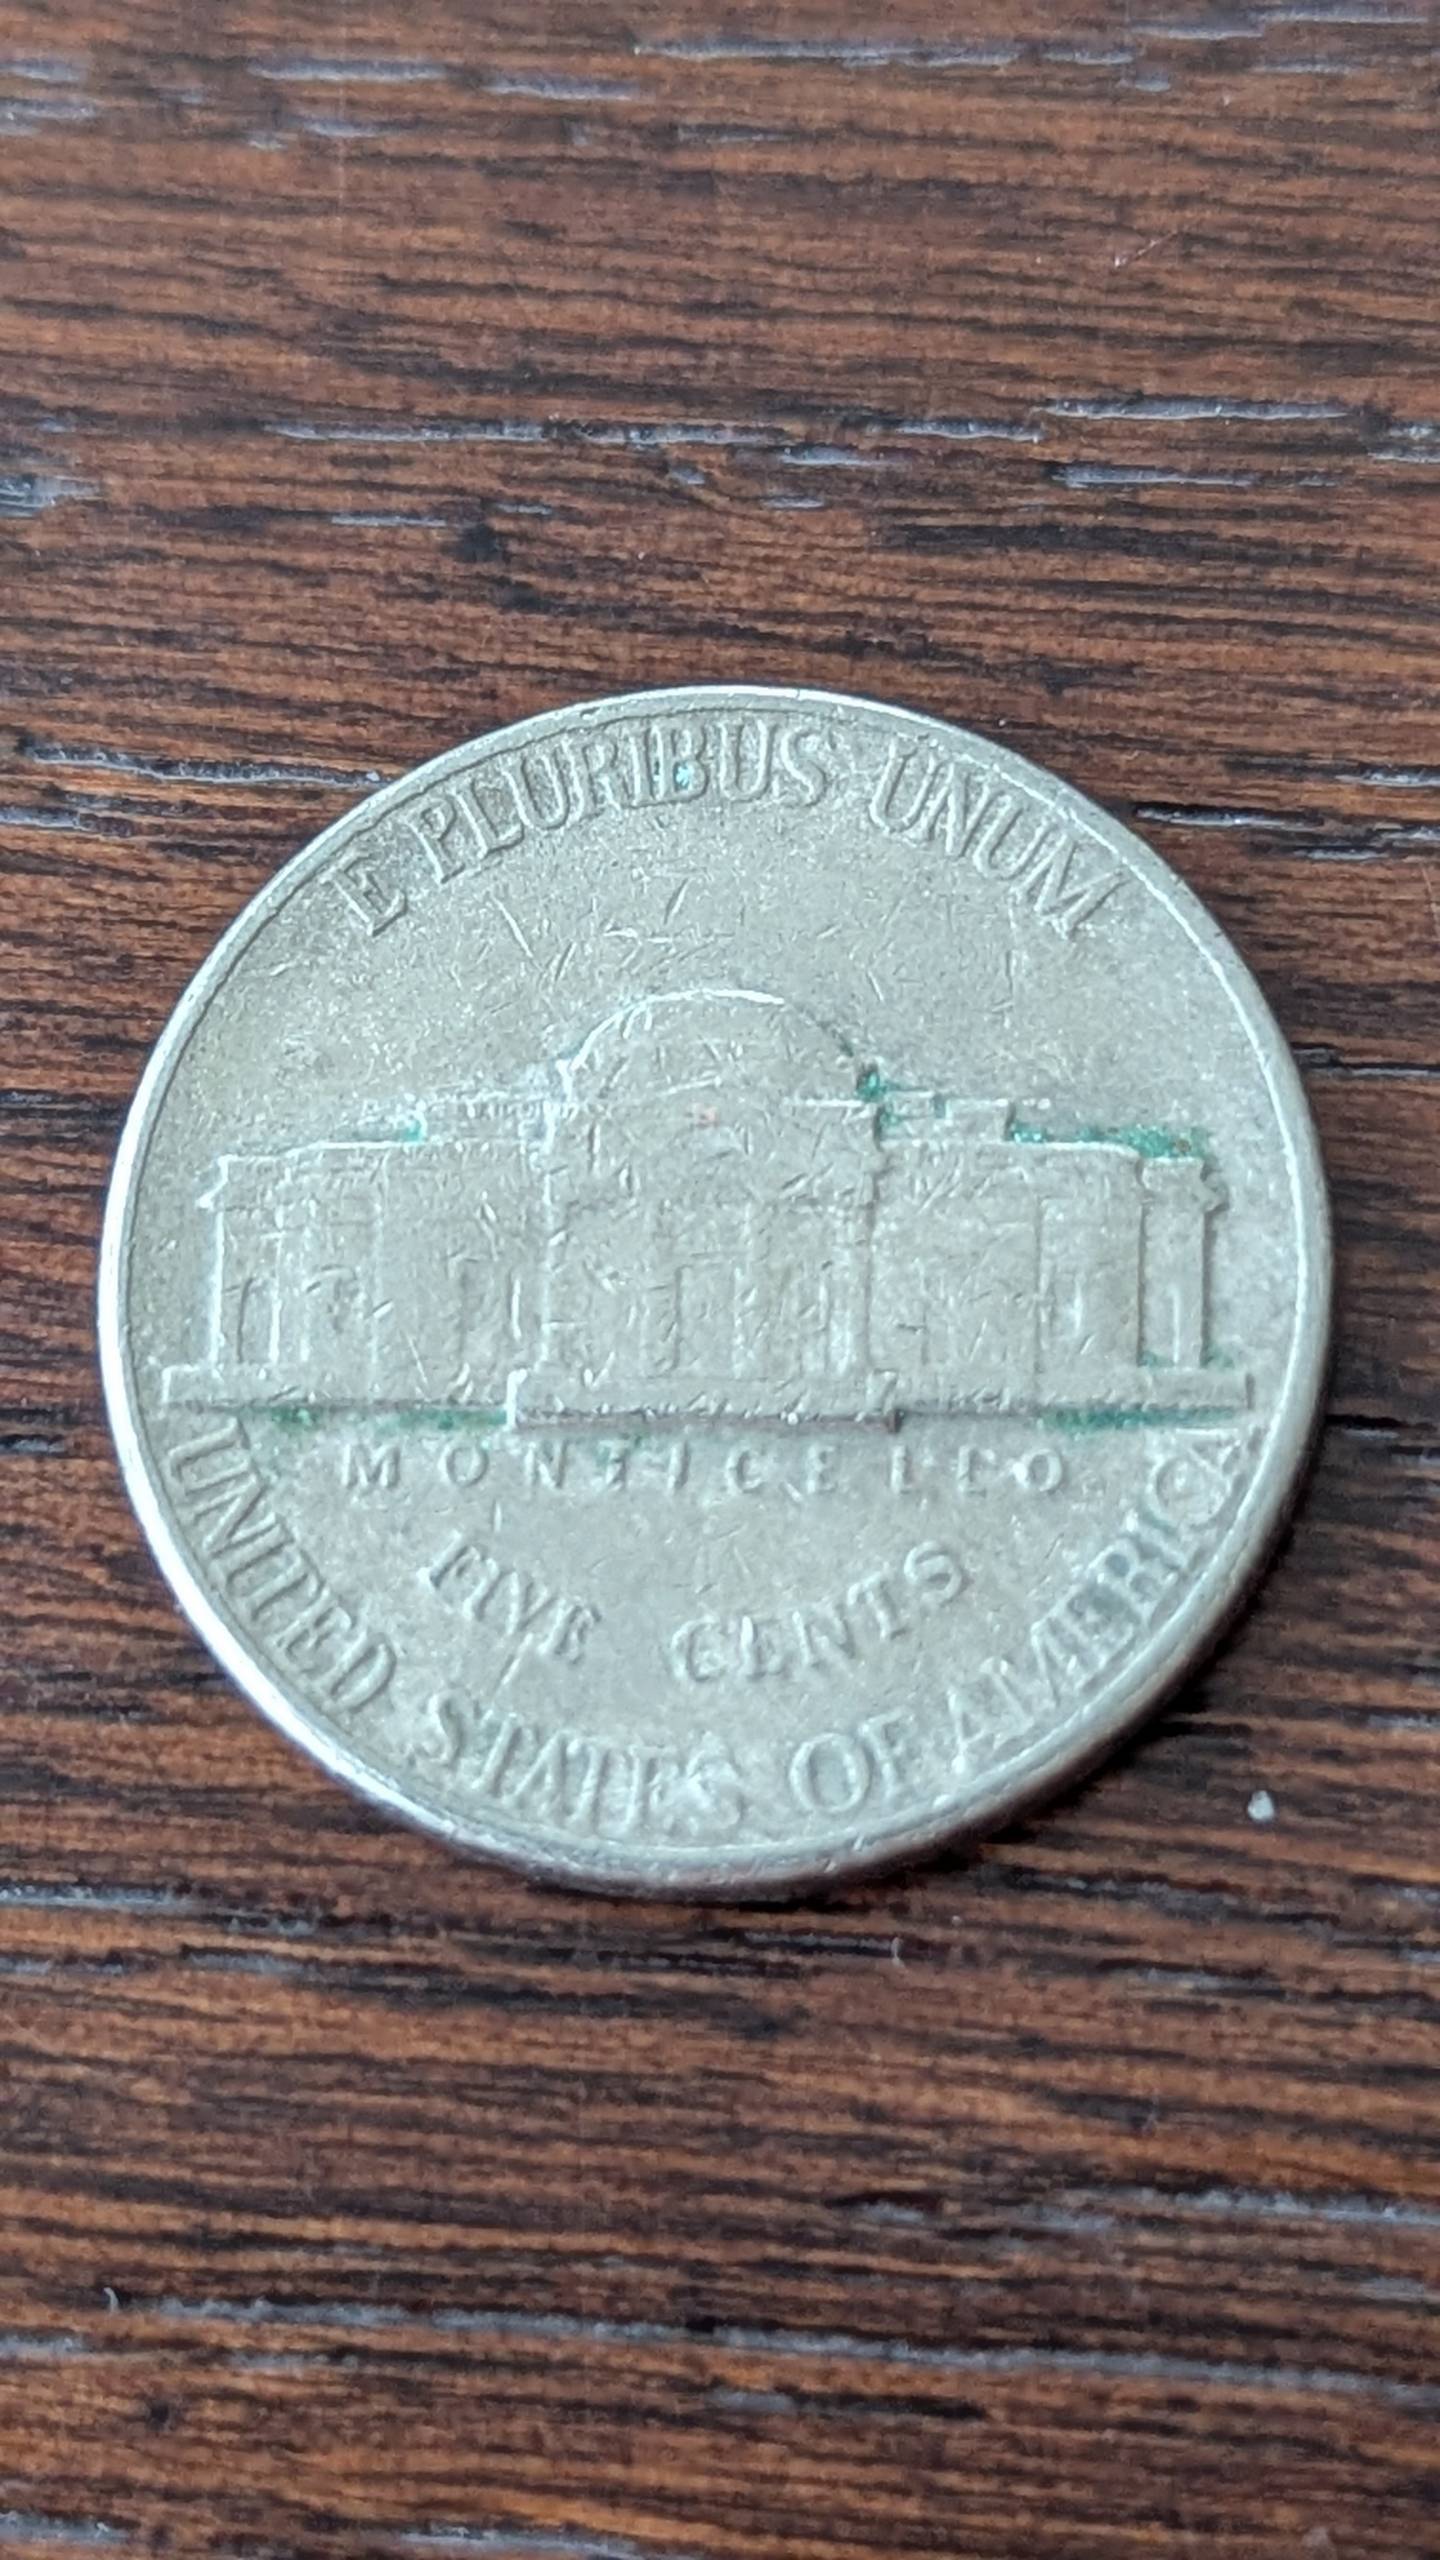 E PLURIBUS UNUM
MONTICELLO
FIVE CENTS
UNITED STATES OF AMERICA